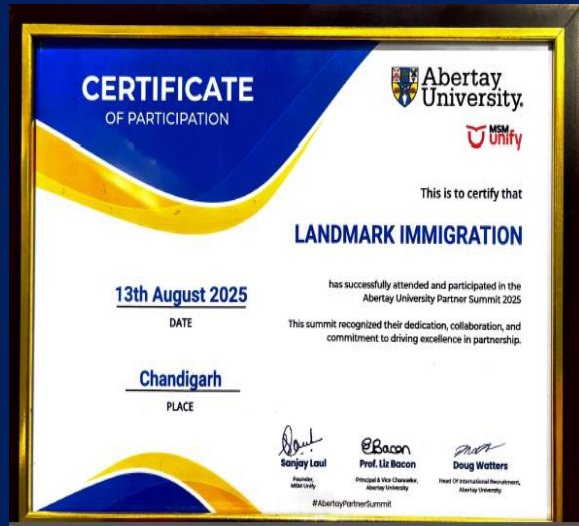 CERTIFICATE
OF PARTICIPATION
Abertay
University.
MSM
Unify
This is to certify that
LANDMARK IMMIGRATION
has successfully attended and participated in the
Abertay University Partner Summit 2025
This summit recognized their dedication, collaboration, and
commitment to driving excellence in partnership.
13th August 2025
DATE
Chandigarh
PLACE
Sanjay Laul
Founder,
MSM Unify
EBacon
Prof. Liz Bacon
Principal & Vice Chancellor,
Abertay University
Doug Watters
Head Of International Recruitment,
Abertay University
#AbertayPartnerSummit